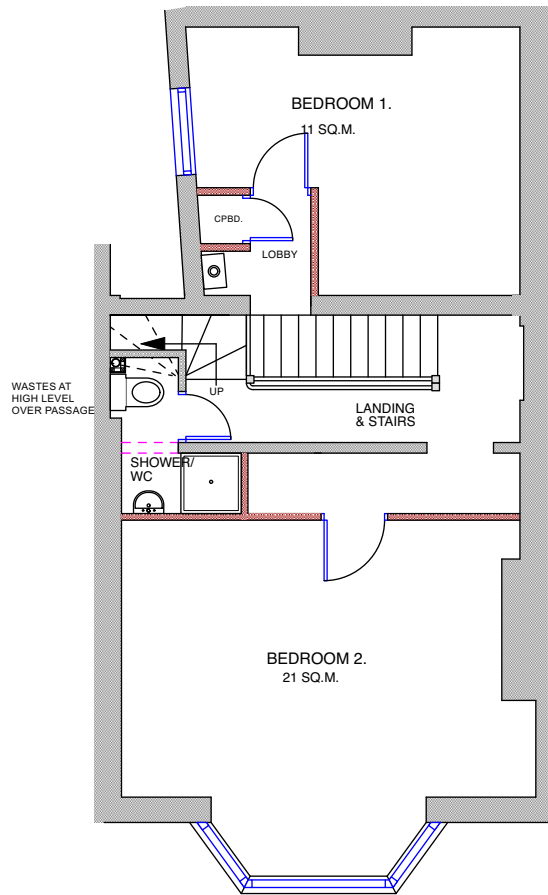 BEDROOM 1.
11 SQ.M.
CPBD.
LOBBY
UP
WASTES AT
HIGH LEVEL
OVER PASSAGE
LANDING
& STAIRS
SHOWER/
WC
BEDROOM 2.
21 SQ.M.